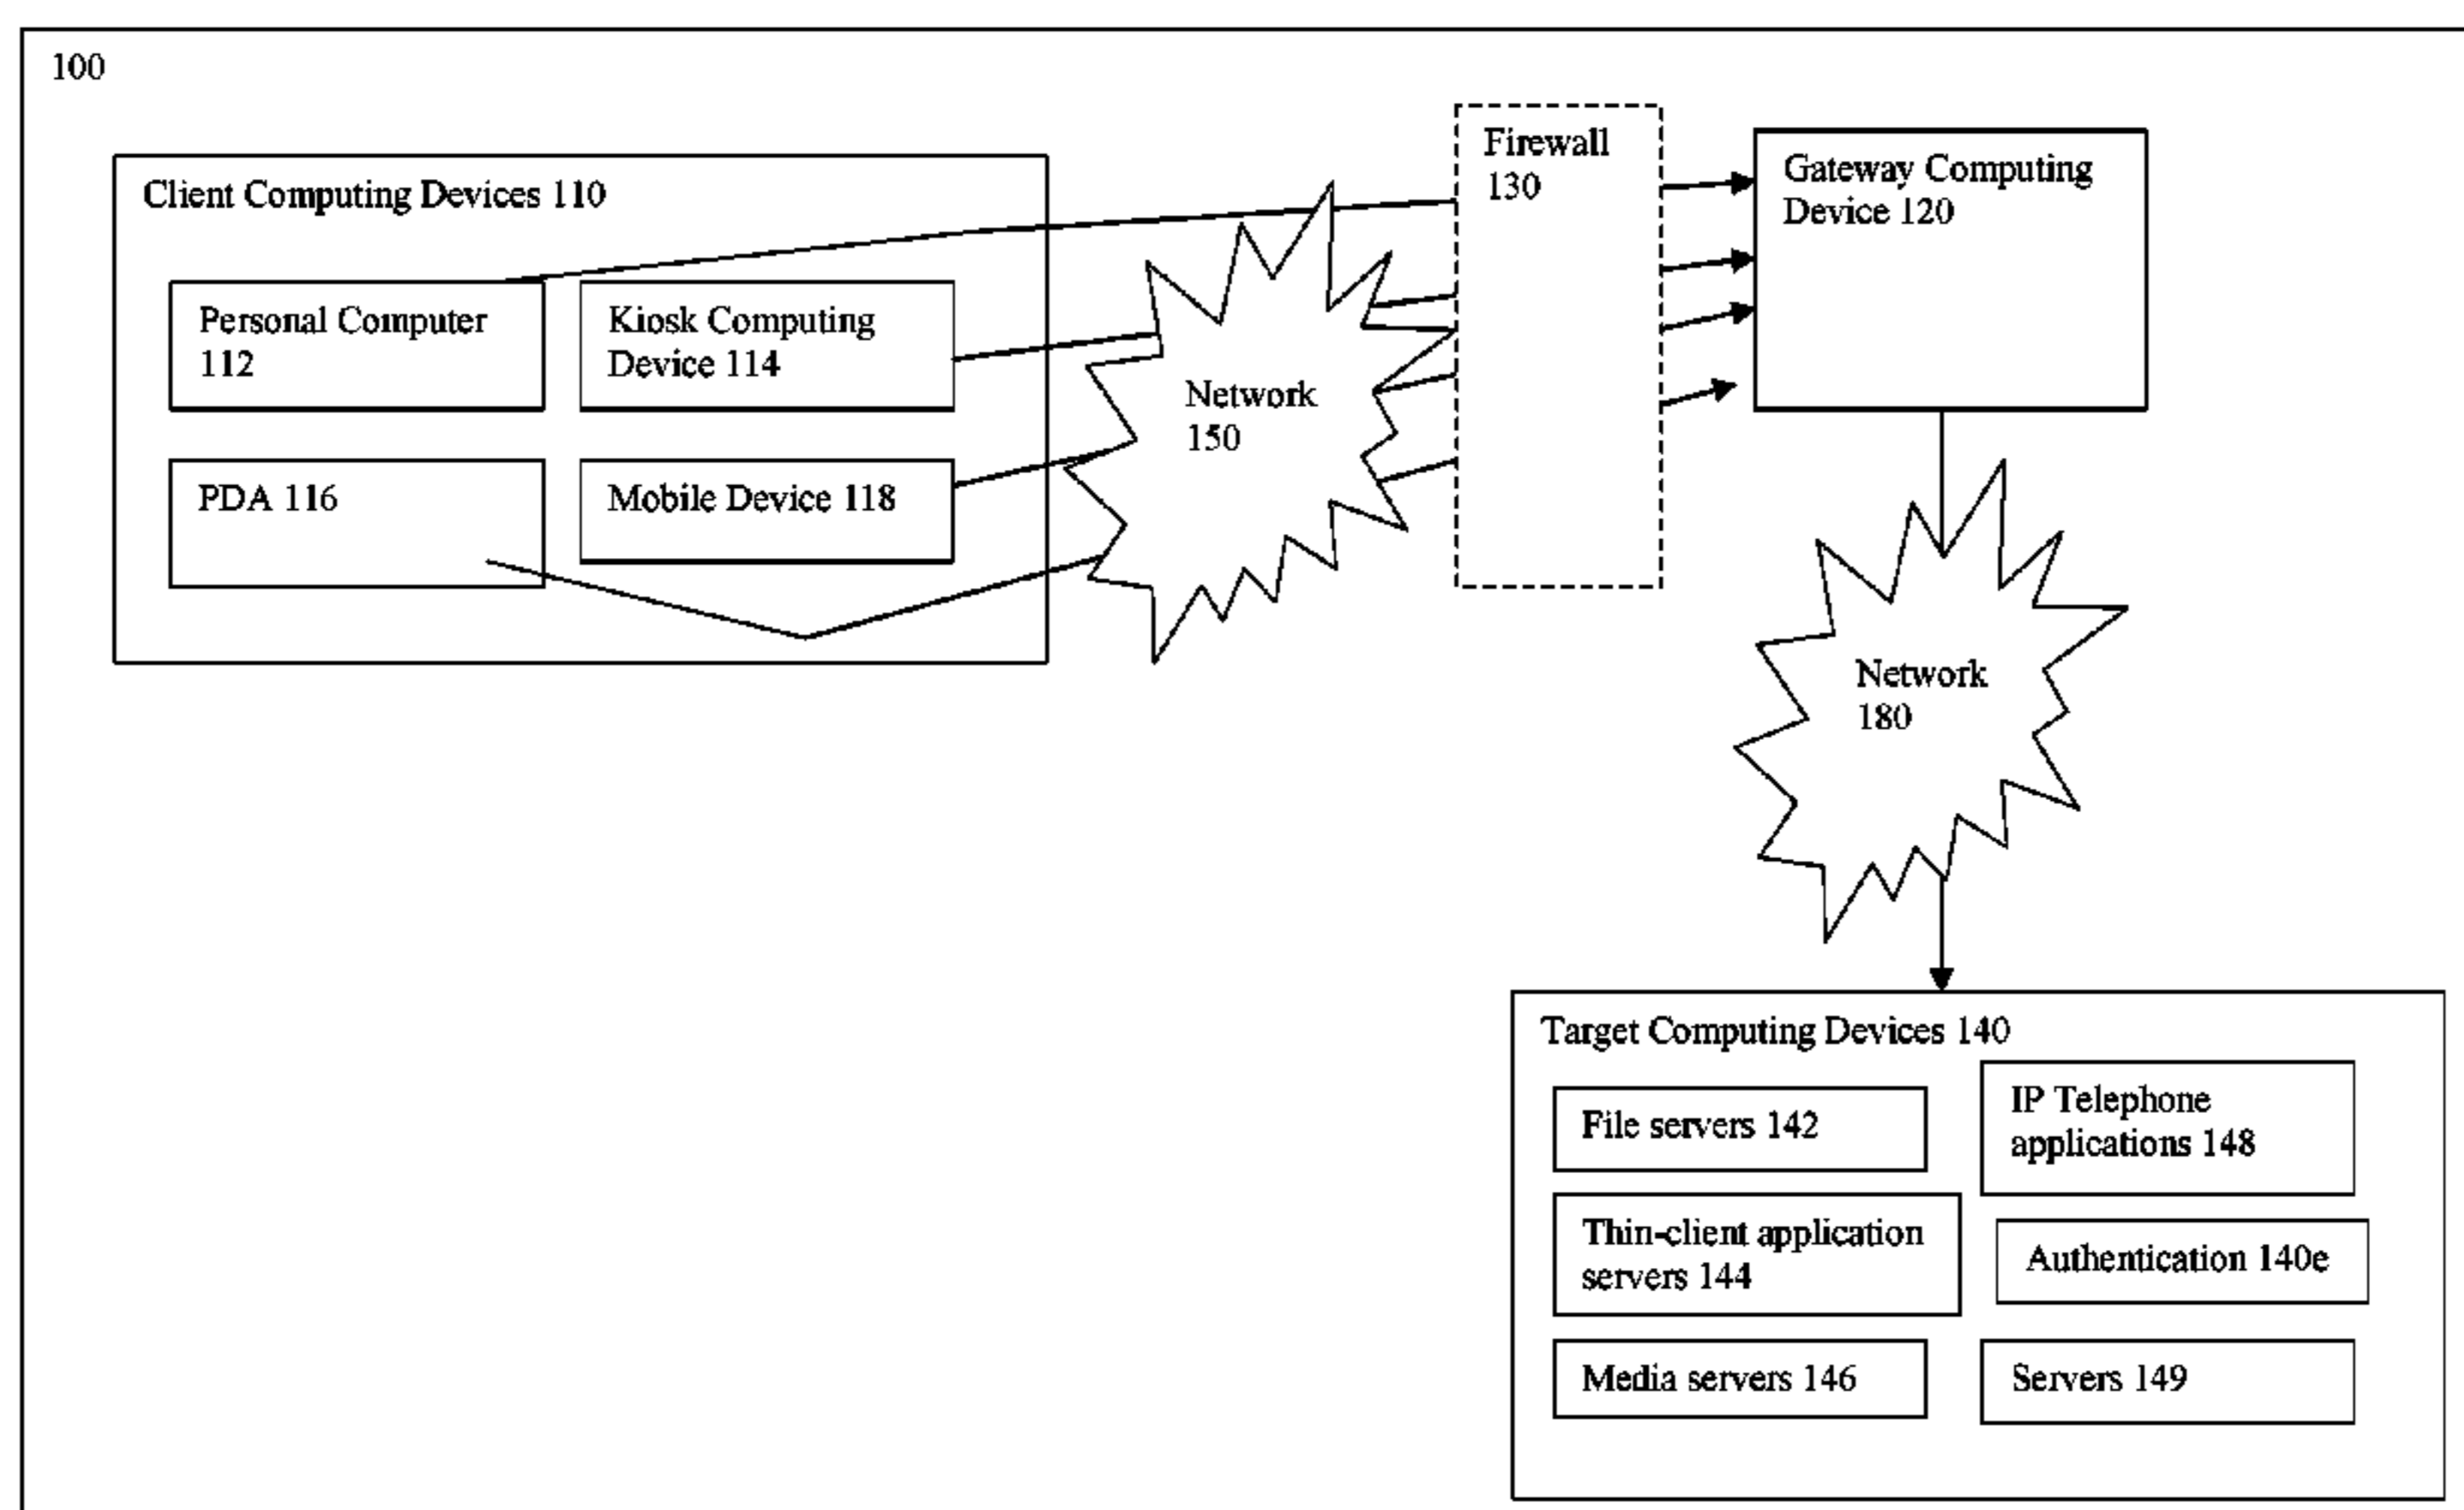 100
Client Computing Devices 110
Personal Computer
112
Kiosk Computing
Device 114
PDA 116
Mobile Device 118
Network
150
Firewall
130
Gateway Computing
Device 120
Network
180
Target Computing Devices 140
File servers 142
IP Telephone
applications 148
Thin-client application
servers 144
Authentication 140e
Media servers 146
Servers 149